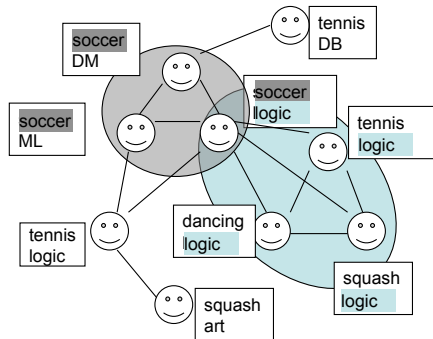 tennis
DB
soccer
DM
soccer
logic
soccer
ML
tennis
logic
dancing
logic
tennis
logic
squash
logic
squash
art